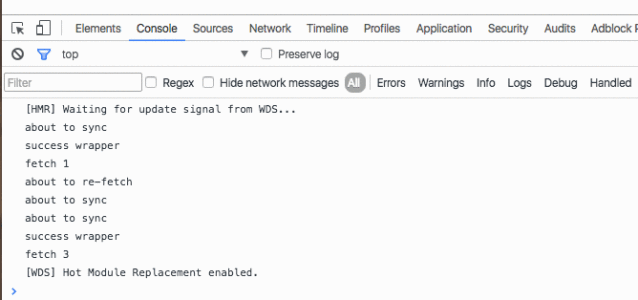 Elements Console Sources Network Timeline Profiles Application Security Audits Adblock
top Preserve log
Filter Regex Hide network messages All Errors Warnings Info Logs Debug Handled
[HMR] Waiting for update signal from WDS...
about to sync
success wrapper
fetch 1
about to re-fetch
about to sync
about to sync
success wrapper
fetch 3
[WDS] Hot Module Replacement enabled.
>